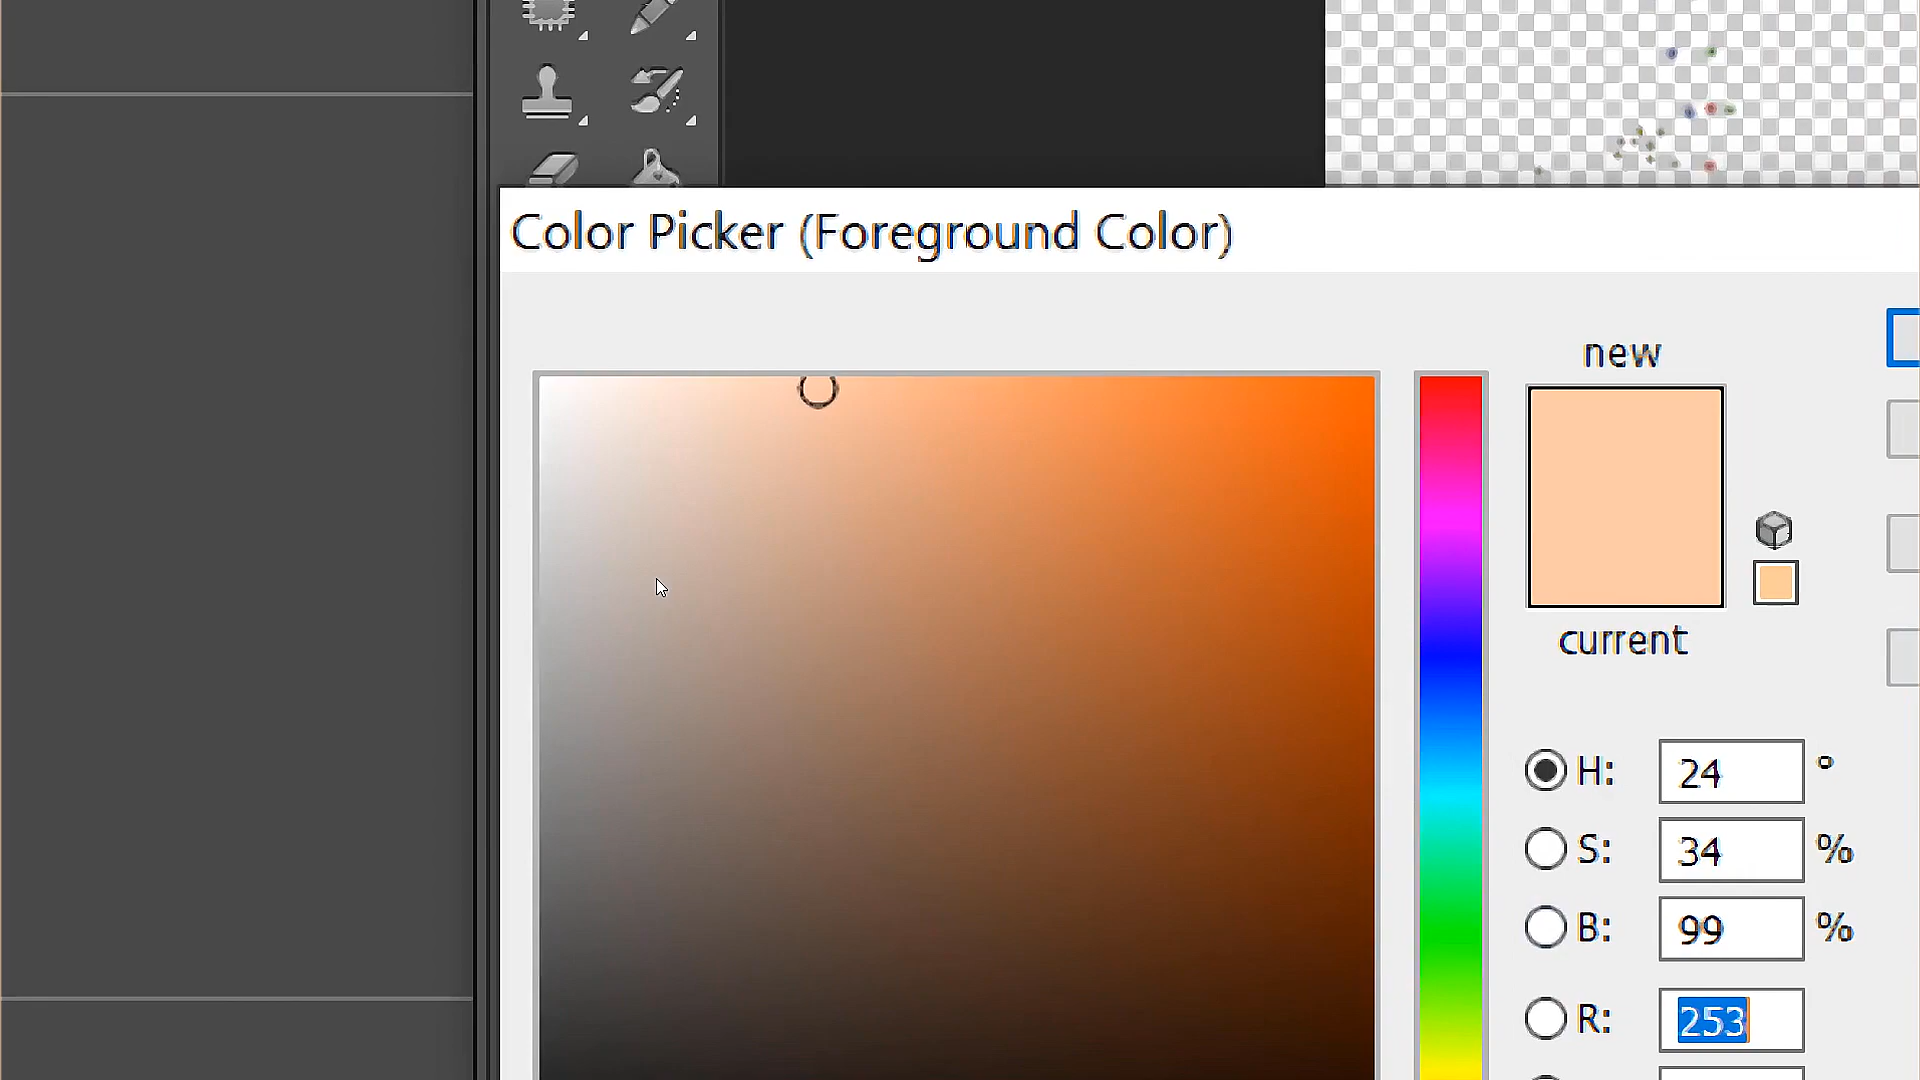 Color Picker (Foreground Color)
new
current
H: 24 °
S: 34 %
B: 99 %
R: 253